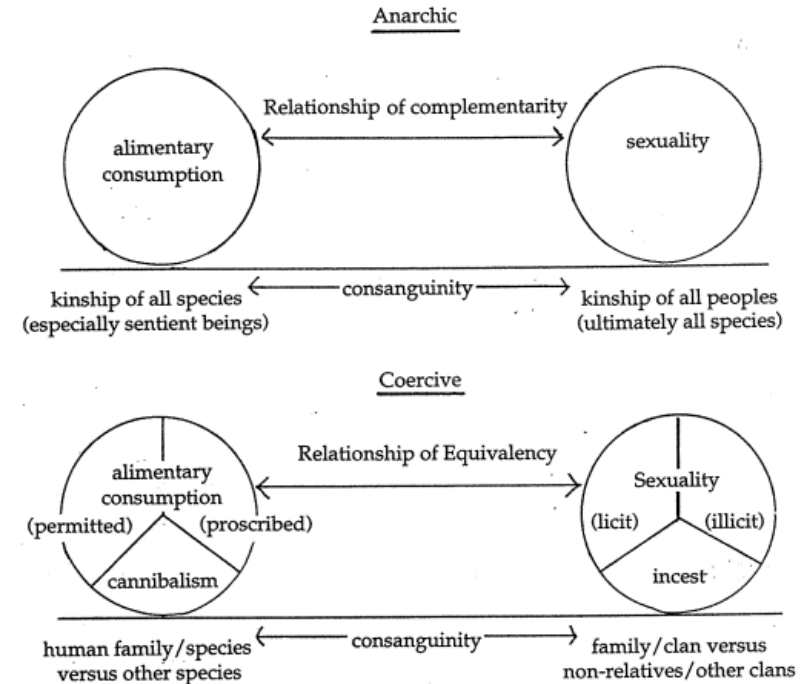 Anarchic
Relationship of complementarity
alimentary
consumption
sexuality
consanguinity
kinship of all species
(especially sentient beings)
kinship of all peoples
(ultimately all species)
Coercive
Relationship of Equivalency
alimentary
consumption
(permitted)
(proscribed)
cannibalism
Sexuality
(licit)
(illicit)
incest
consanguinity
human family/species
versus other species
family/clan versus
non-relatives/other clans